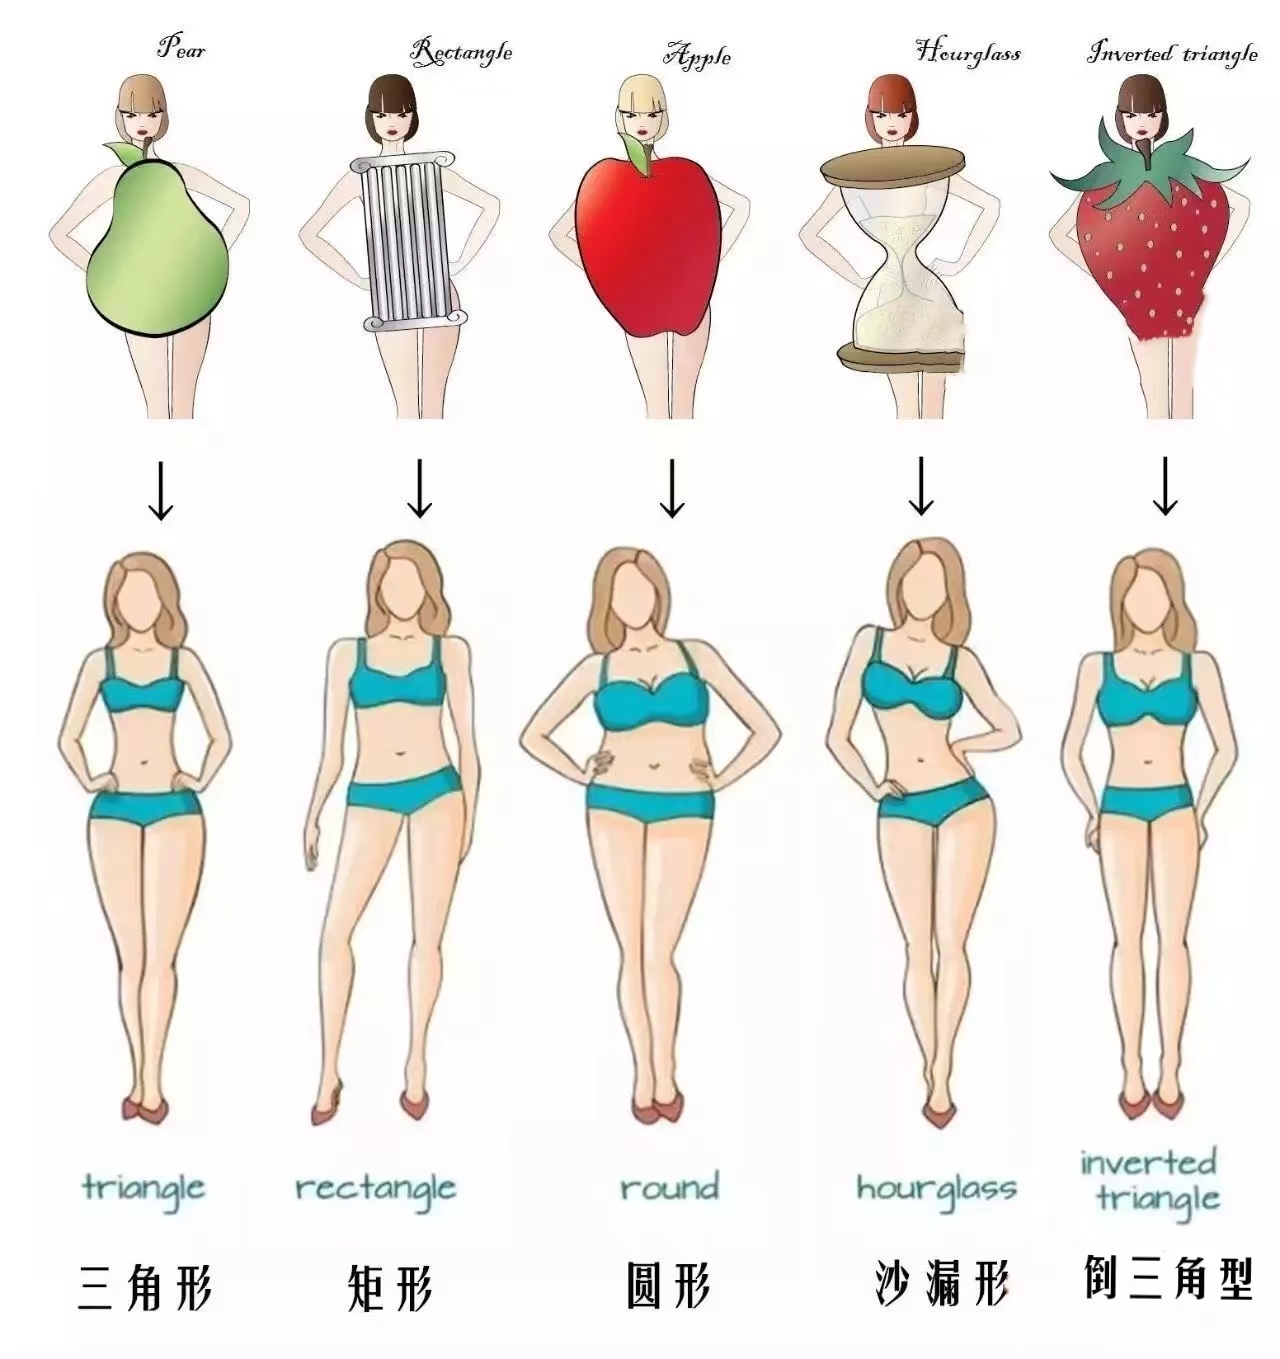 Pear
Rectangle
Apple
Hourglass
Inverted triangle
triangle
rectangle
round
hourglass
inverted
triangle
三角形
矩形
圆形
沙漏形
倒三角型